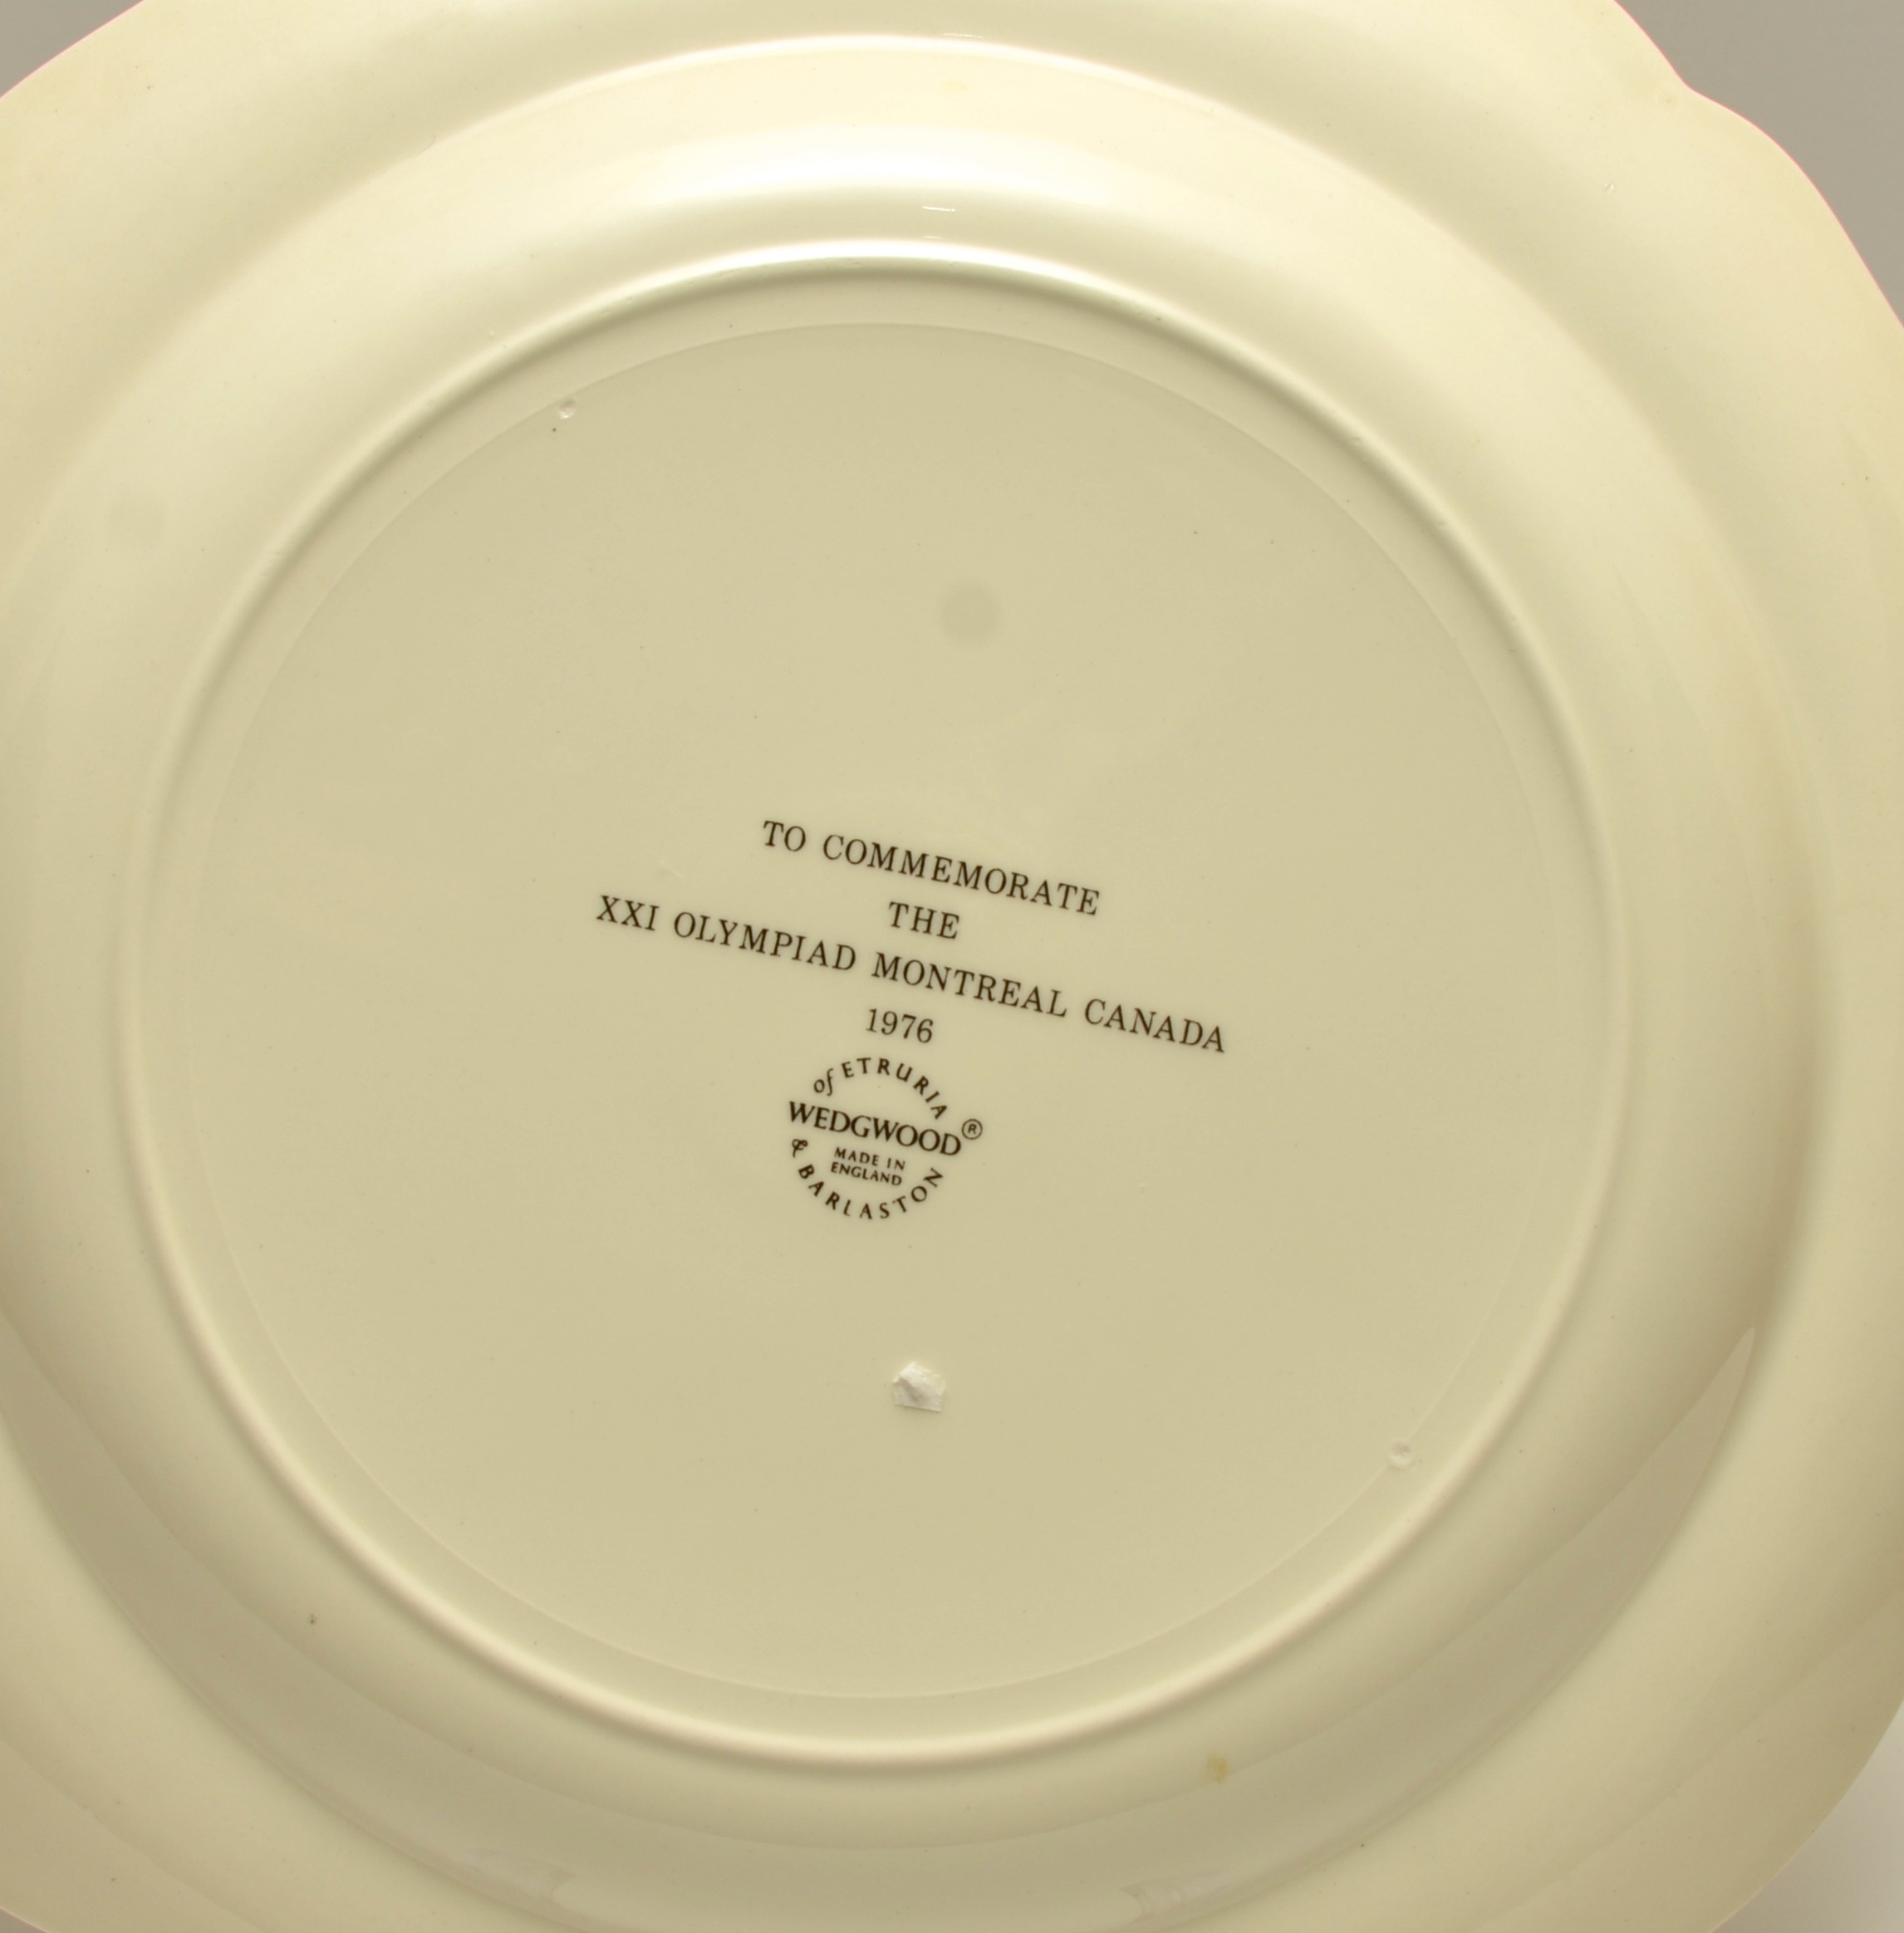 TO COMMEMORATE
THE
XXI OLYMPIAD MONTREAL CANADA
1976
of ETRURIA
WEDGWOOD®
MADE IN
ENGLAND
& BARLASTON